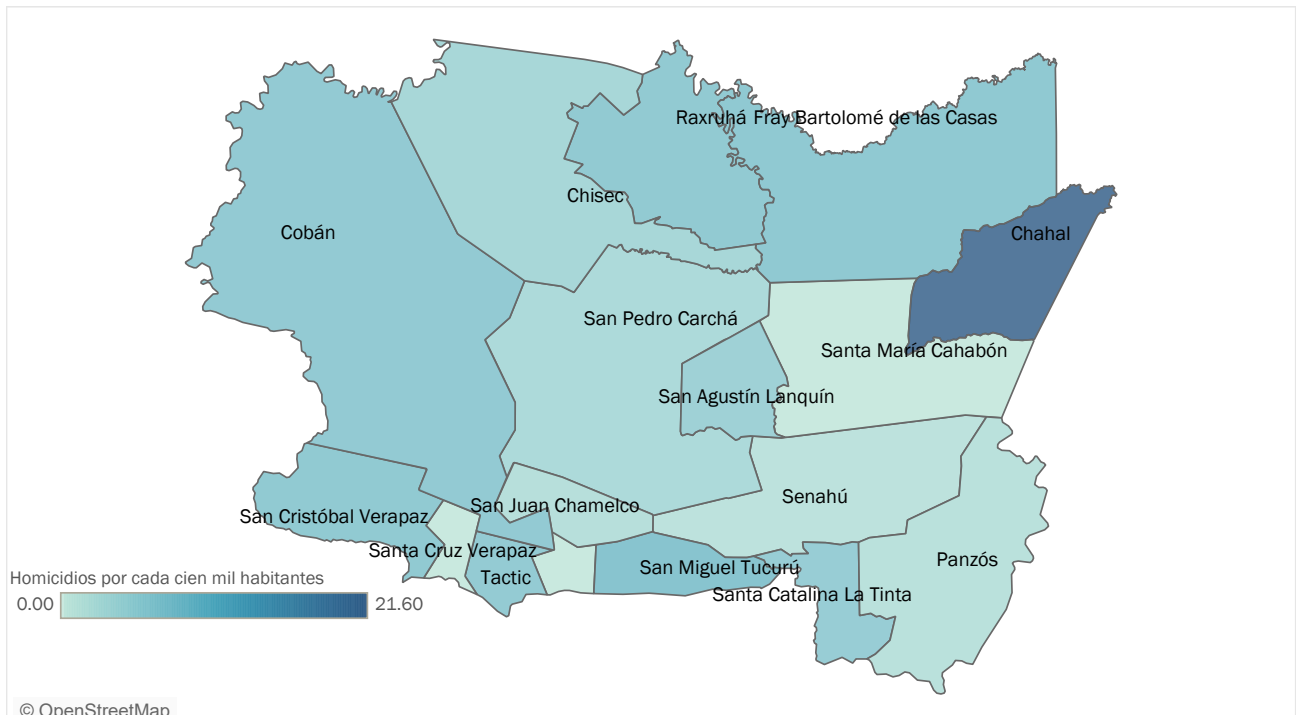 Raxruhá Fray Bartolomé de las Casas
Chisec
Cobán
Chahal
San Pedro Carchá
Santa María Cahabón
San Agustín Lanquín
Senahú
San Juan Chamelco
San Cristóbal Verapaz
Santa Cruz Verapaz
Panzós
San Miguel Tucurú
Tactic
Santa Catalina La Tinta
Homicidios por cada cien mil habitantes
0.00 21.60
© OpenStreetMap